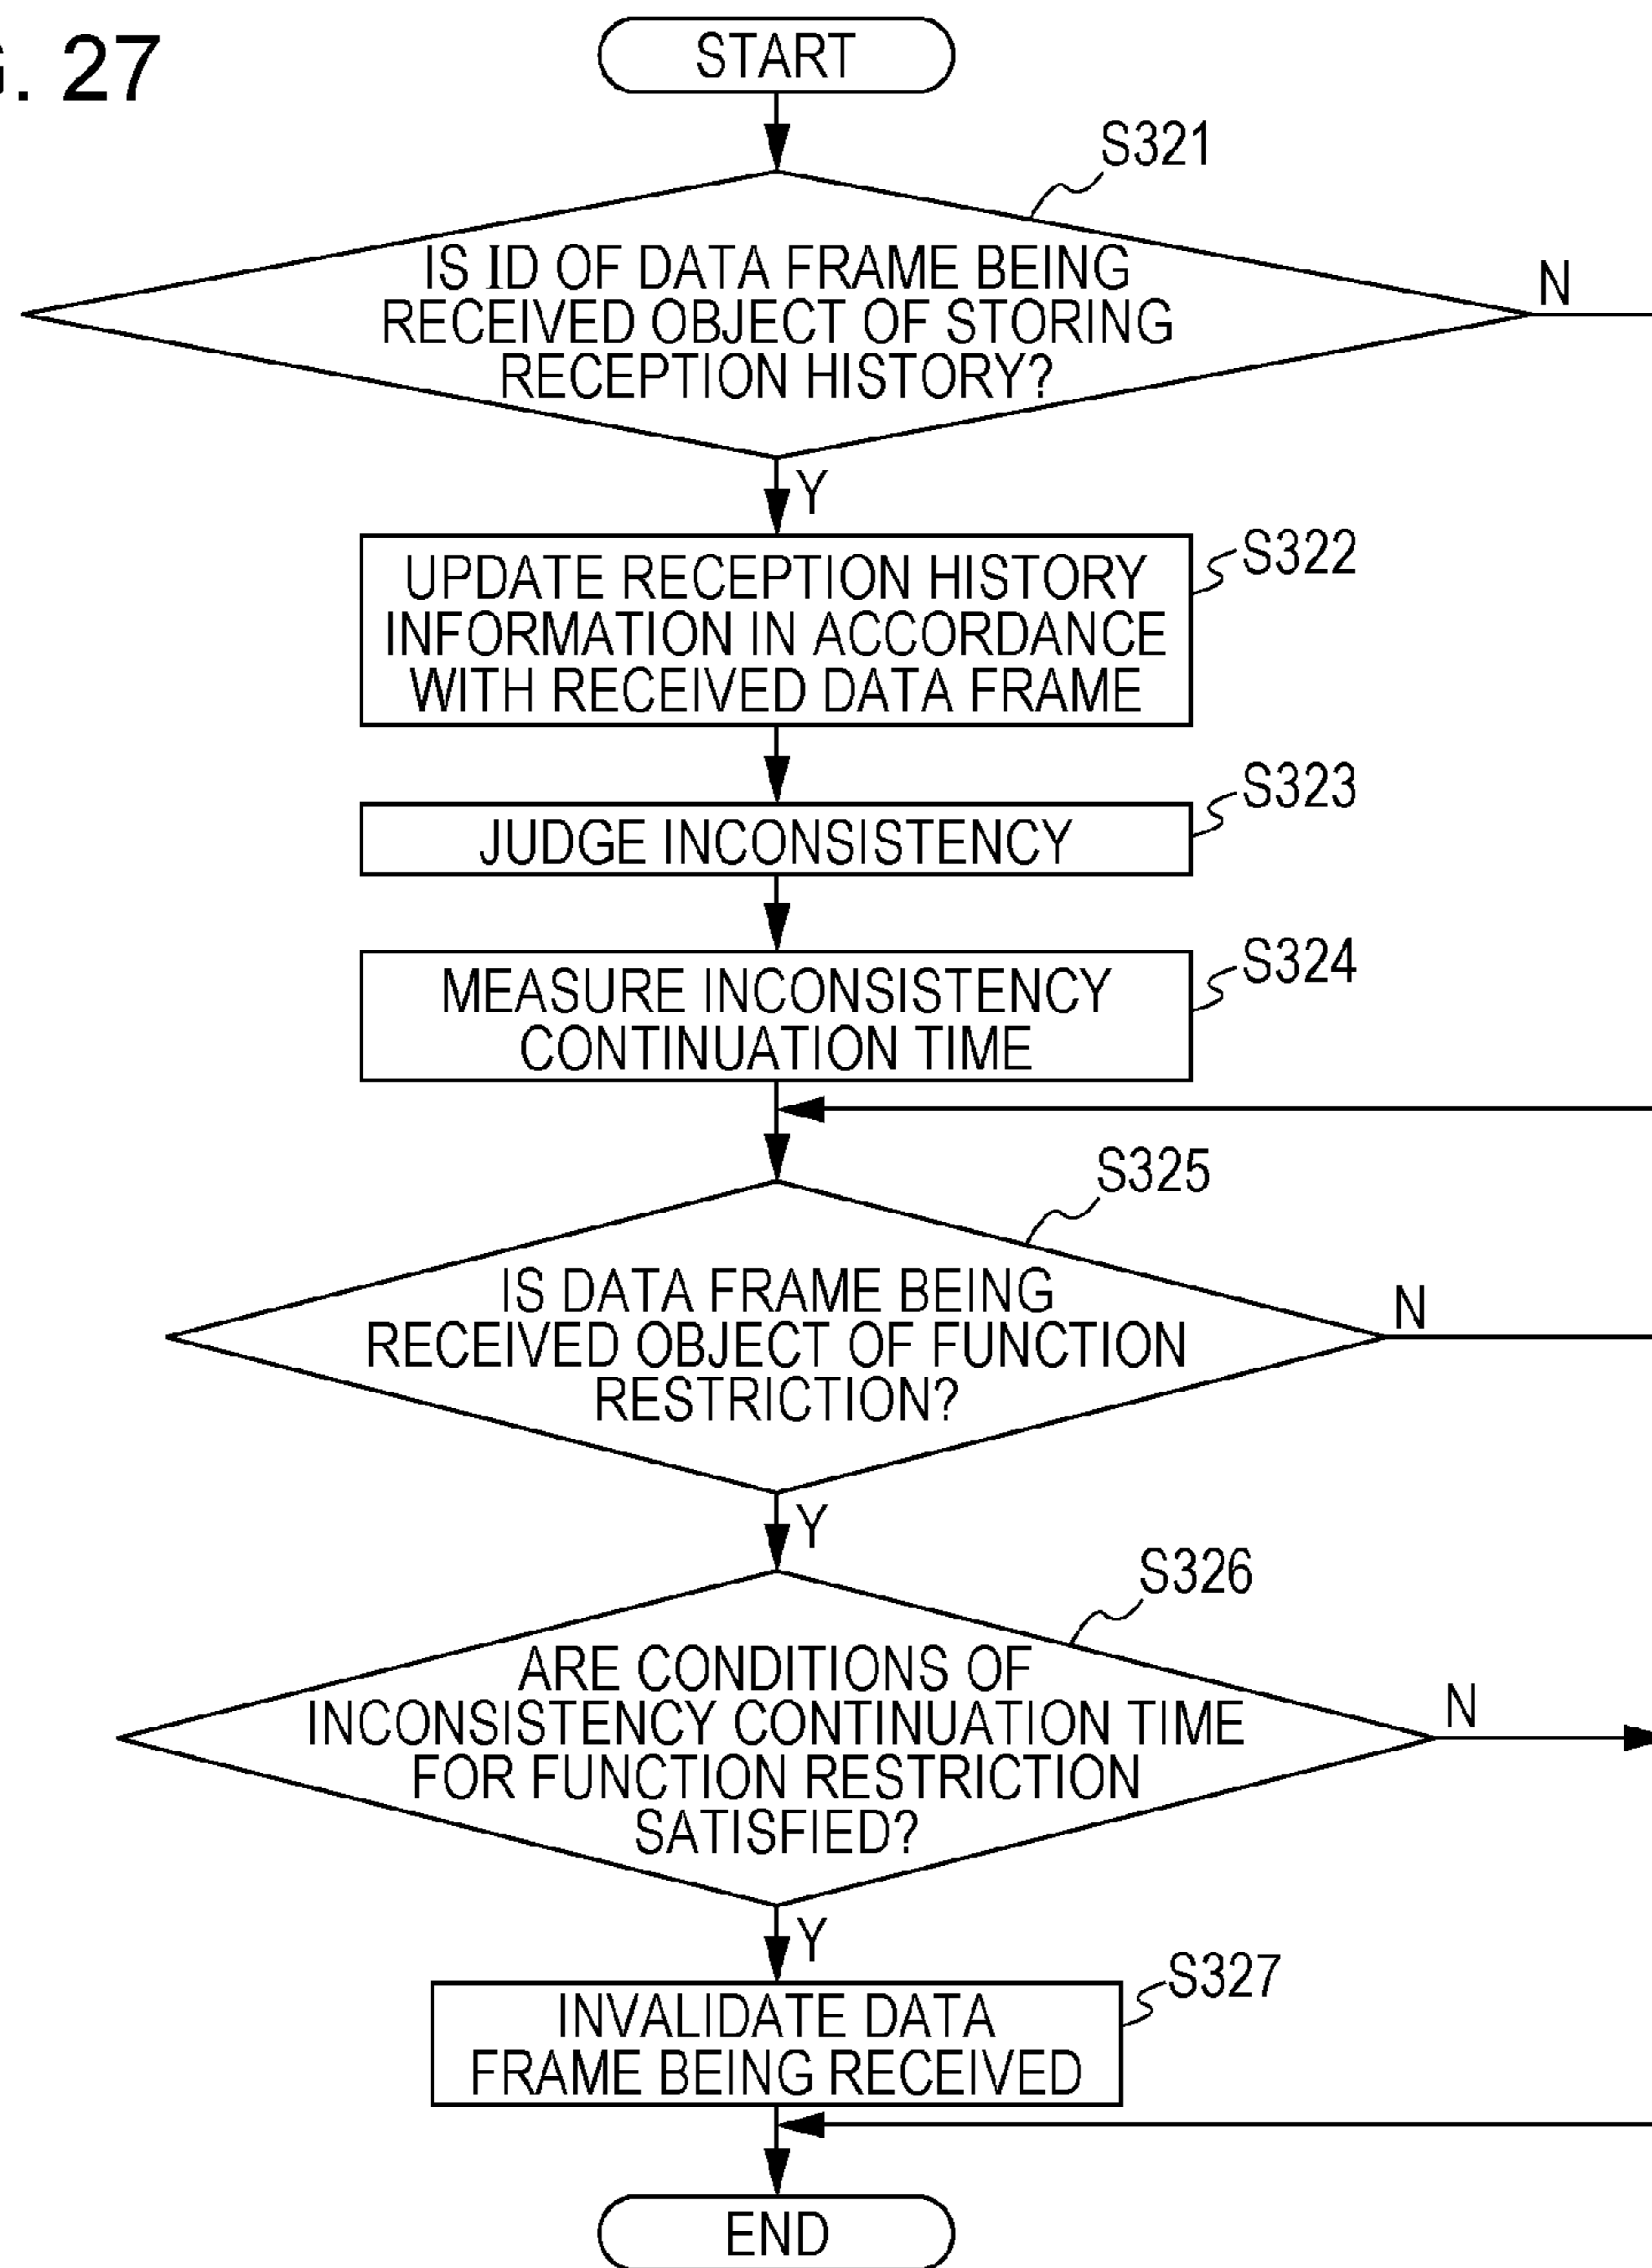 G. 27
START
S321
IS ID OF DATA FRAME BEING
RECEIVED OBJECT OF STORING
RECEPTION HISTORY?
N
Y
S322
UPDATE RECEPTION HISTORY
INFORMATION IN ACCORDANCE
WITH RECEIVED DATA FRAME
S323
JUDGE INCONSISTENCY
S324
MEASURE INCONSISTENCY
CONTINUATION TIME
S325
IS DATA FRAME BEING
RECEIVED OBJECT OF FUNCTION
RESTRICTION?
N
Y
S326
ARE CONDITIONS OF
INCONSISTENCY CONTINUATION TIME
FOR FUNCTION RESTRICTION
SATISFIED?
N
Y
S327
INVALIDATE DATA
FRAME BEING RECEIVED
END